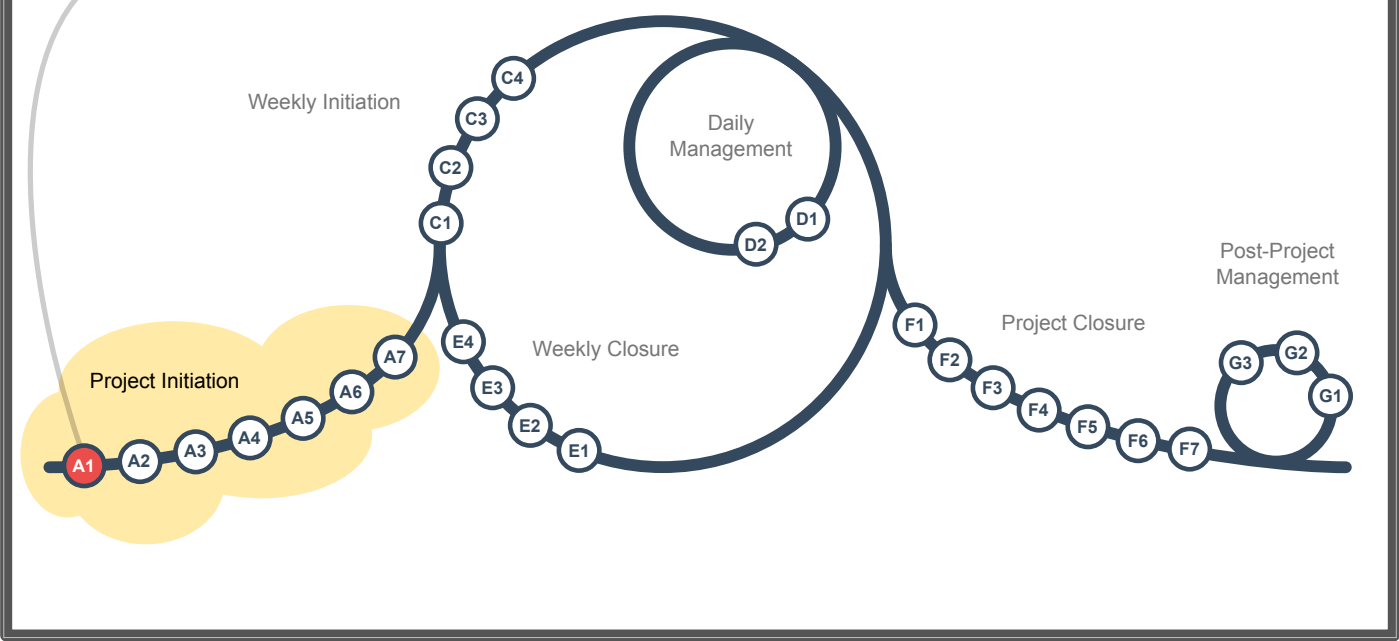 Weekly Initiation
C4
C3
C2
C1
Daily
Management
D1
D2
Post-Project
Management
Project Initiation
A1
A2
A3
A4
A5
A6
A7
Weekly Closure
E4
E3
E2
E1
Project Closure
F1
F2
F3
F4
F5
F6
F7
G3
G2
G1